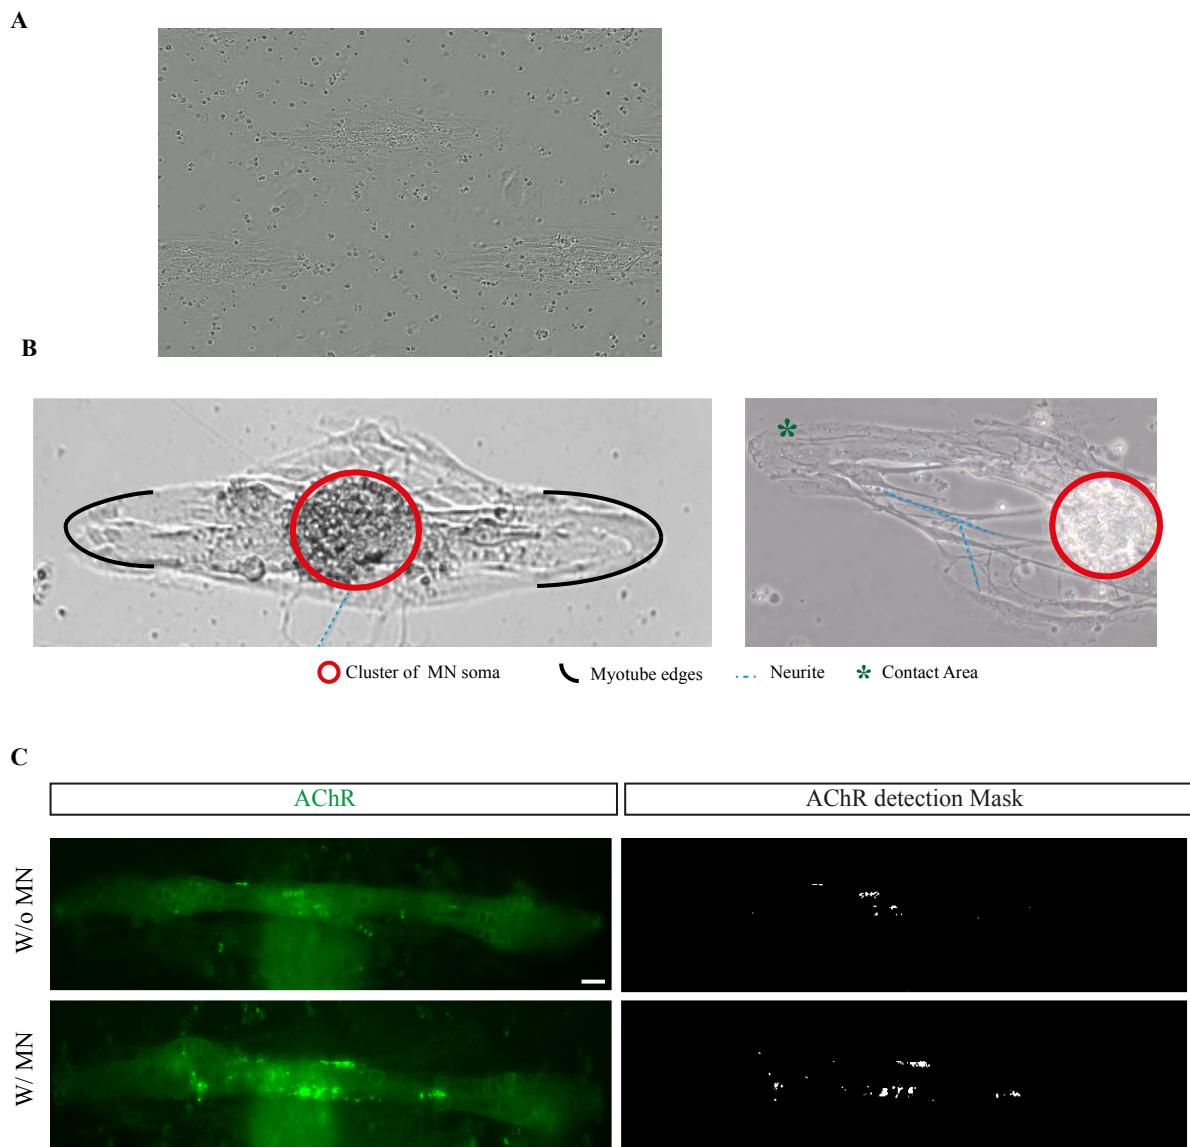 A
B
Cluster of MN soma
Myotube edges
Neurite
* Contact Area
C
AChR
AChR detection Mask
W/o MN
W/ MN